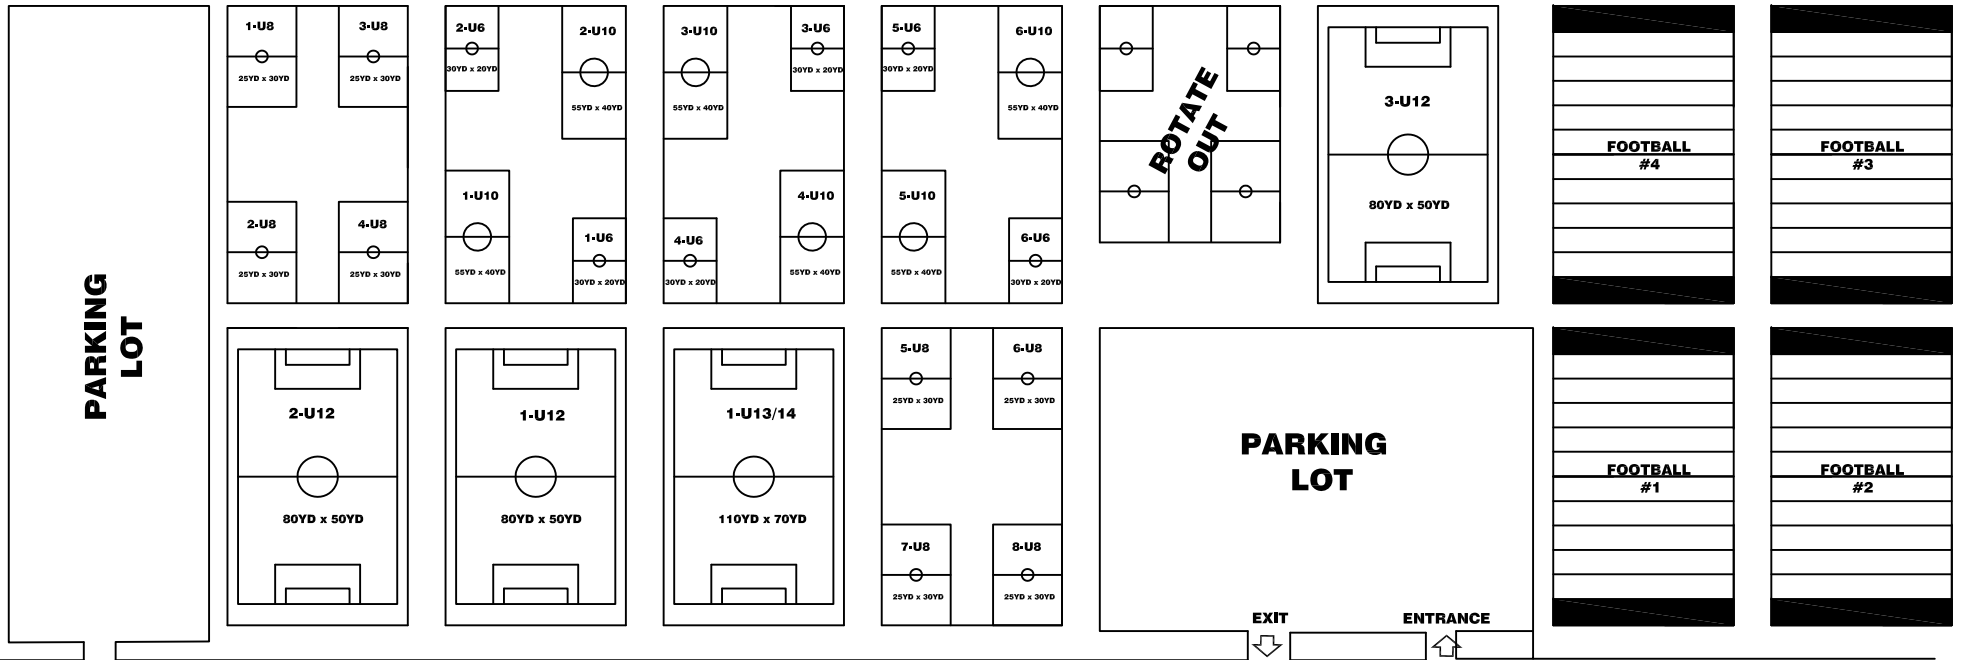 1-U8
25YD x 30YD
3-U8
25YD x 30YD
2-U8
25YD x 30YD
4-U8
25YD x 30YD
2-U6
30YD x 20YD
2-U10
55YD x 40YD
1-U10
55YD x 40YD
1-U6
30YD x 20YD
3-U10
55YD x 40YD
3-U6
30YD x 20YD
4-U6
30YD x 20YD
4-U10
55YD x 40YD
5-U6
30YD x 20YD
6-U10
55YD x 40YD
5-U10
55YD x 40YD
6-U6
30YD x 20YD
ROTATE
OUT
3-U12
80YD x 50YD
FOOTBALL
#4
FOOTBALL
#3
PARKING
LOT
2-U12
80YD x 50YD
1-U12
80YD x 50YD
1-U13/14
110YD x 70YD
5-U8
25YD x 30YD
6-U8
25YD x 30YD
7-U8
25YD x 30YD
8-U8
25YD x 30YD
PARKING
LOT
EXIT
ENTRANCE
FOOTBALL
#1
FOOTBALL
#2